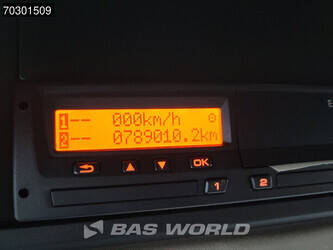 70301509
1-- 000km/h
2-- 0789010.2km
OK
1 2
E
BAS WORLD